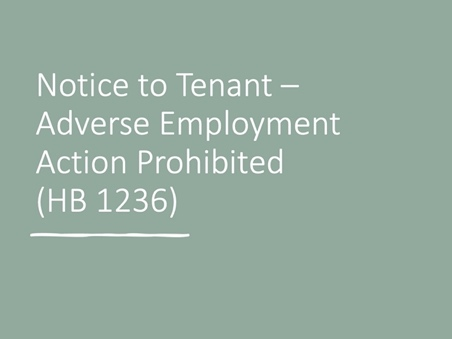 Notice to Tenant –
Adverse Employment
Action Prohibited
(HB 1236)